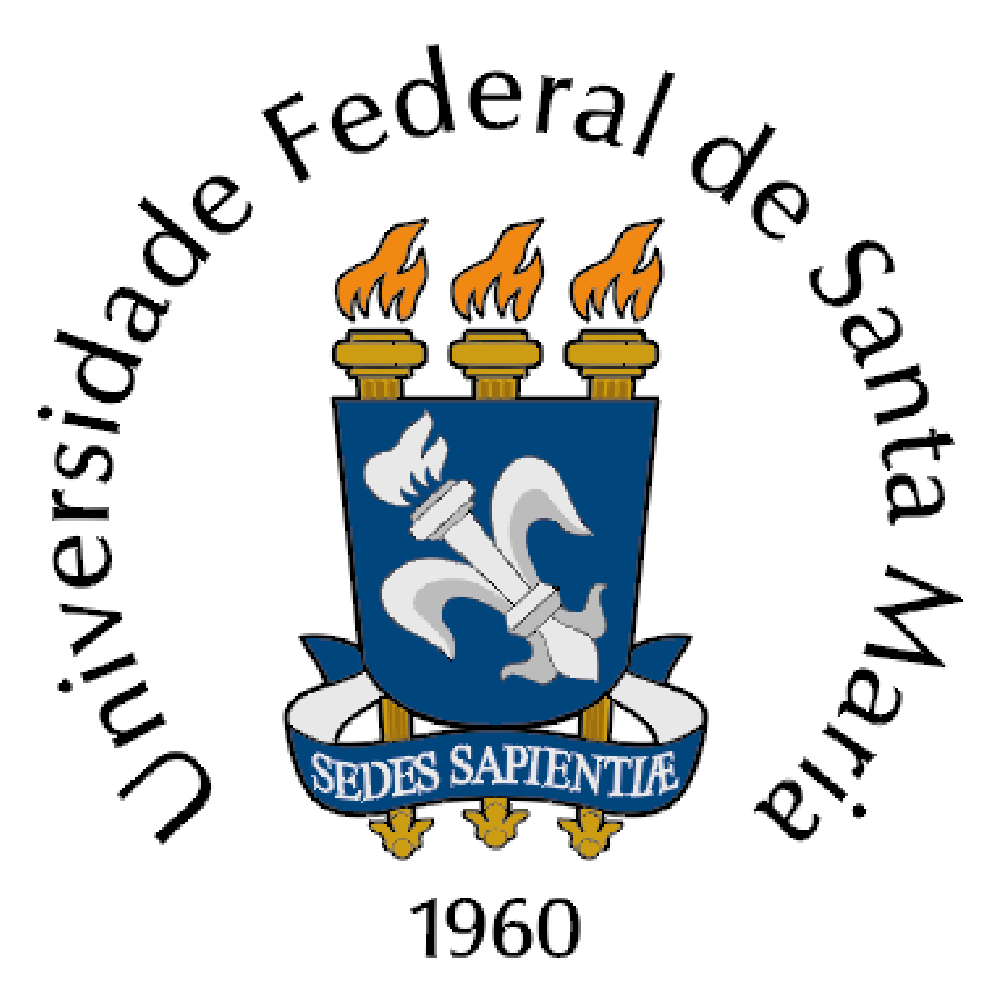 Universidade Federal de Santa Maria
SEDES SAPIENTIÆ
1960